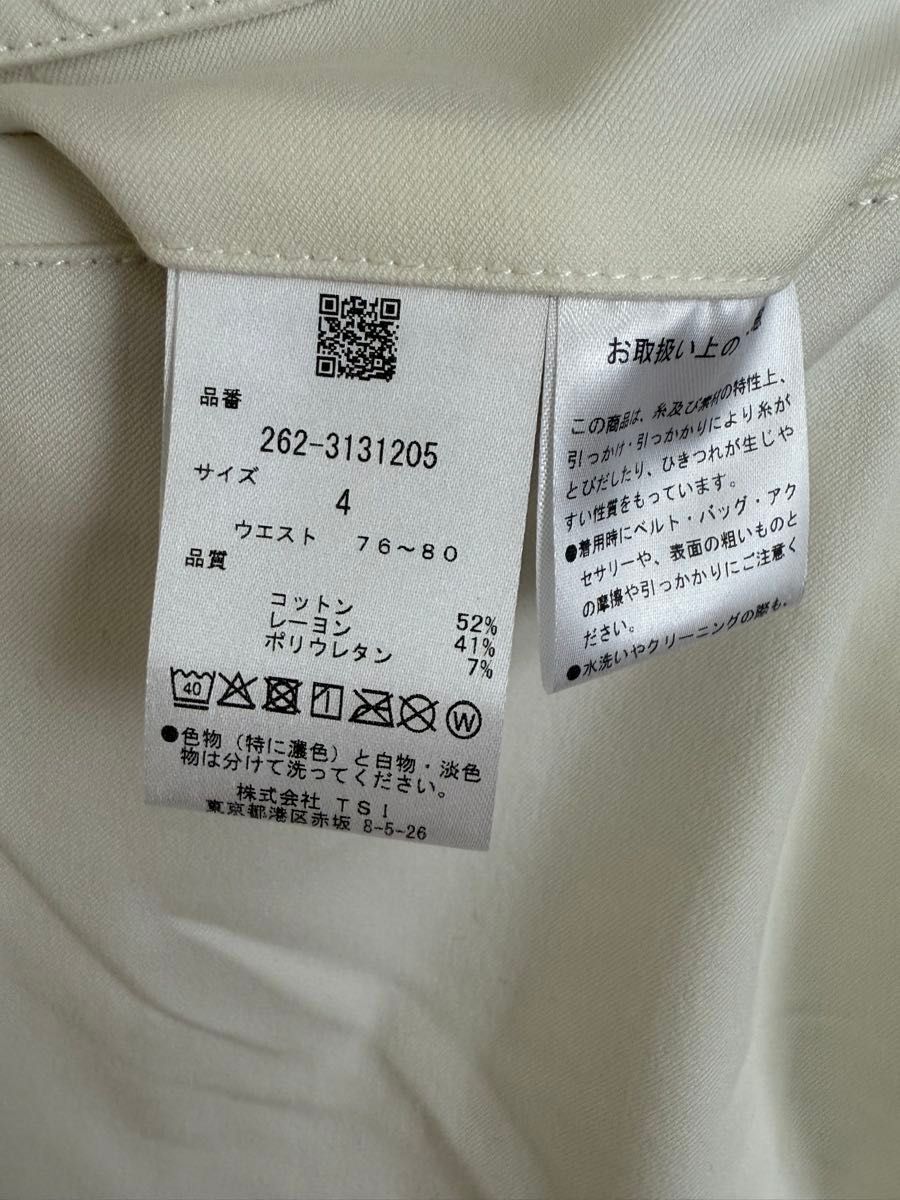 品番
262-3131205
サイズ
4
ウエスト 76~80
品質
コットン 52%
レーヨン 41%
ポリウレタン 7%
40
W
●色物(特に濃色)と白物・淡色
物は分けて洗ってください。
株式会社 TSI
東京都港区赤坂 8-5-26
お取扱い上の
この商品は、糸及び素材の特性上、
引っかけ・引っかかりにより糸が
とびだしたり、ひきつれが生じや
すい性質をもっています。
●着用時にベルト・バッグ・アク
セサリーや、表面の粗いものと
の摩擦や引っかかりにご注意く
ださい。
●水洗いやクリーニングの際も、